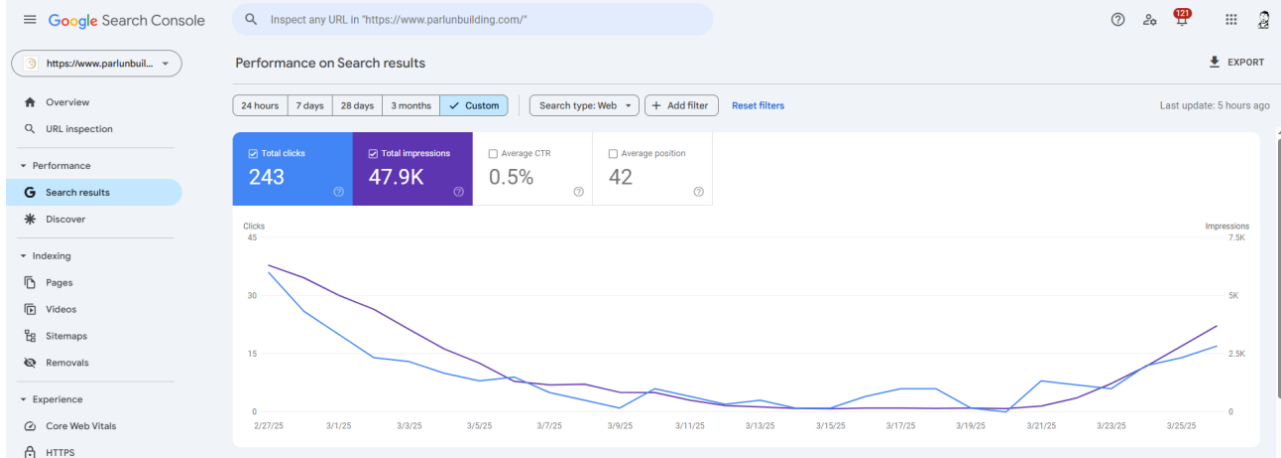 Google Search Console
Inspect any URL in "https://www.parlunbuilding.com/"
121
https://www.parlunbuil...
Performance on Search results
EXPORT
24 hours
7 days
28 days
3 months
Custom
Search type: Web
Add filter
Reset filters
Last update: 5 hours ago
Overview
URL inspection
Performance
Search results
Discover
Indexing
Pages
Videos
Sitemaps
Removals
Experience
Core Web Vitals
HTTPS
Total clicks
243
Total impressions
47.9K
Average CTR
0.5%
Average position
42
Clicks
Impressions
45
30
15
0
7.5K
5K
2.5K
0
2/27/25
3/1/25
3/3/25
3/5/25
3/7/25
3/9/25
3/11/25
3/13/25
3/15/25
3/17/25
3/19/25
3/21/25
3/23/25
3/25/25